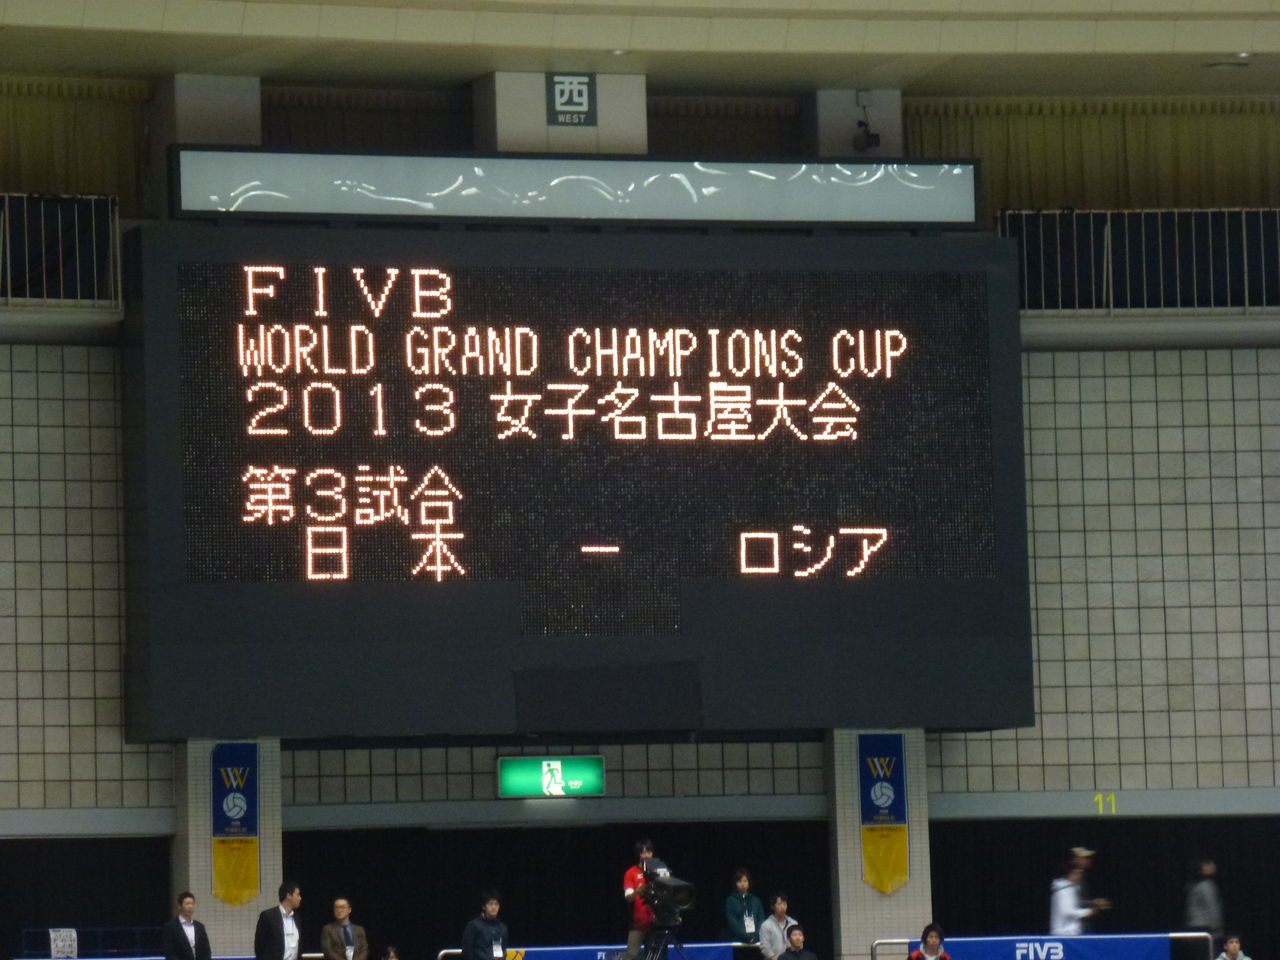 西
WEST
FIVB
WORLD GRAND CHAMPIONS CUP
2013 女子名古屋大会
第3試合
日 本 − ロシア
11
FIVB